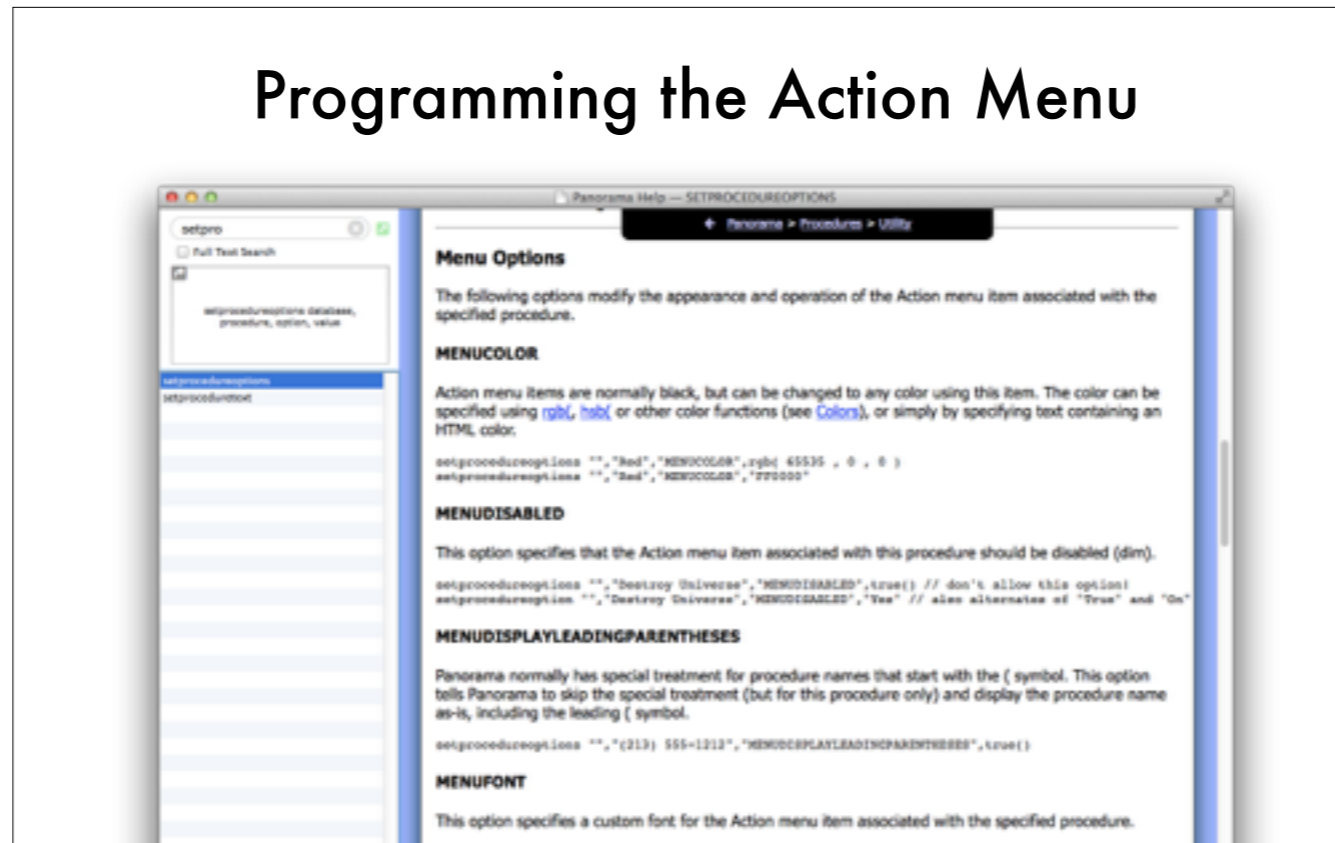 Programming the Action Menu
Panorama Help — SETPROCEDUREOPTIONS
setpro
Full Text Search
setprocedureoptions database,
procedure, option, value
setprocedureoptions
setproceduretext
Panorama > Procedures > Utility
Menu Options
The following options modify the appearance and operation of the Action menu item associated with the
specified procedure.
MENUCOLOR
Action menu items are normally black, but can be changed to any color using this item. The color can be
specified using rgb(, hsb( or other color functions (see Colors), or simply by specifying text containing an
HTML color.
setprocedureoptions "","Red","MENUCOLOR",rgb( 65535 , 0 , 0 )
setprocedureoptions "","Red","MENUCOLOR","FF0000"
MENUDISABLED
This option specifies that the Action menu item associated with this procedure should be disabled (dim).
setprocedureoptions "","Destroy Universe","MENUDISABLED",true() // don't allow this option!
setprocedureoption "","Destroy Universe","MENUDISABLED","Yes" // also alternates of "True" and "On"
MENUDISPLAYLEADINGPARENTHESES
Panorama normally has special treatment for procedure names that start with the ( symbol. This option
tells Panorama to skip the special treatment (but for this procedure only) and display the procedure name
as-is, including the leading ( symbol.
setprocedureoptions "","(213) 555-1212","MENUDISPLAYLEADINGPARENTHESES",true()
MENUFONT
This option specifies a custom font for the Action menu item associated with the specified procedure.